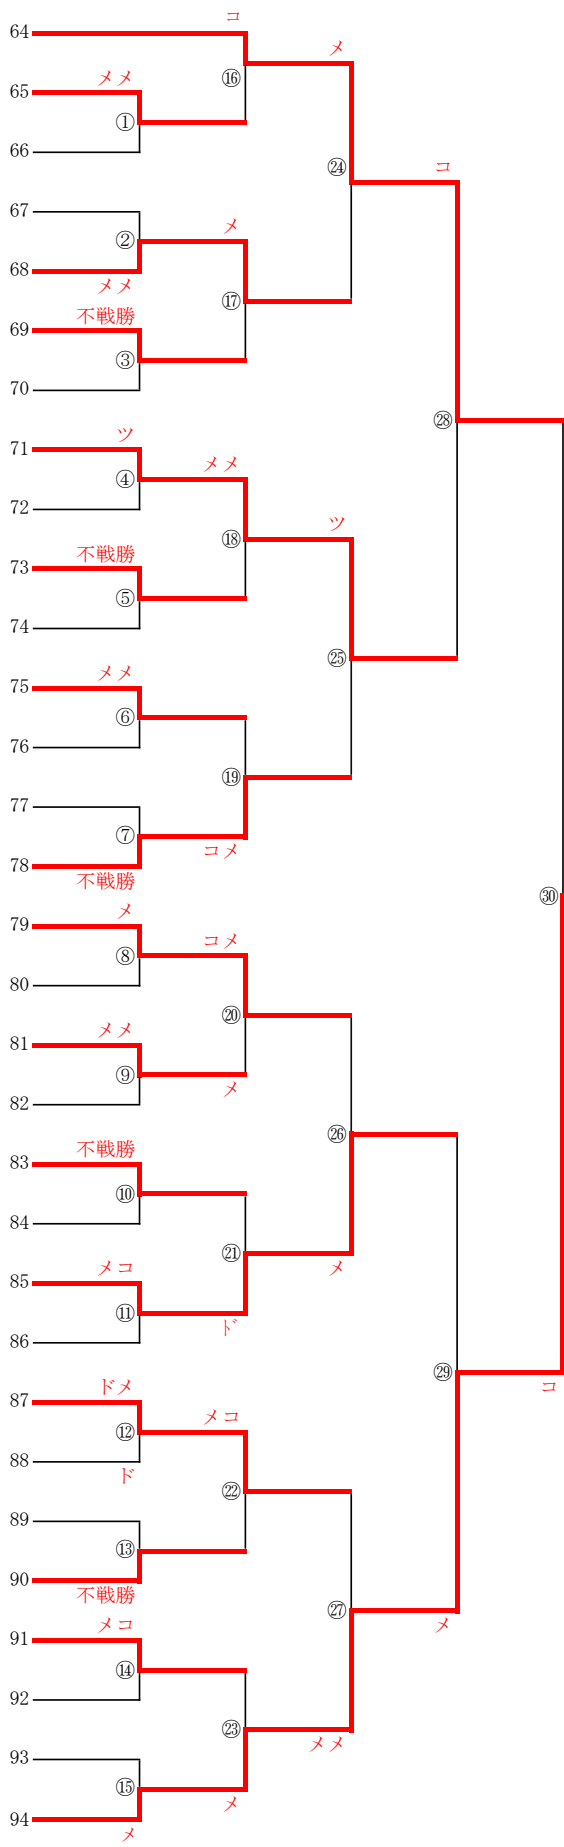 コ
64
メ
⑯
メメ
65
①
66
㉔
コ
67
メ
②
68
メメ
⑰
不戦勝
69
③
70
㉘
ツ
71
メメ
④
72
ツ
⑱
不戦勝
73
⑤
74
㉕
メメ
75
⑥
76
⑲
77
⑦
コメ
78
不戦勝
㉚
メ
79
コメ
⑧
80
⑳
メメ
81
⑨
メ
82
㉖
不戦勝
83
⑩
84
㉑
メコ
メ
85
⑪
ド
86
㉙
コ
ドメ
87
メコ
⑫
88
ド
㉒
89
⑬
90
不戦勝
㉗
メコ
メ
91
⑭
92
㉓
メメ
93
⑮
メ
94
メ